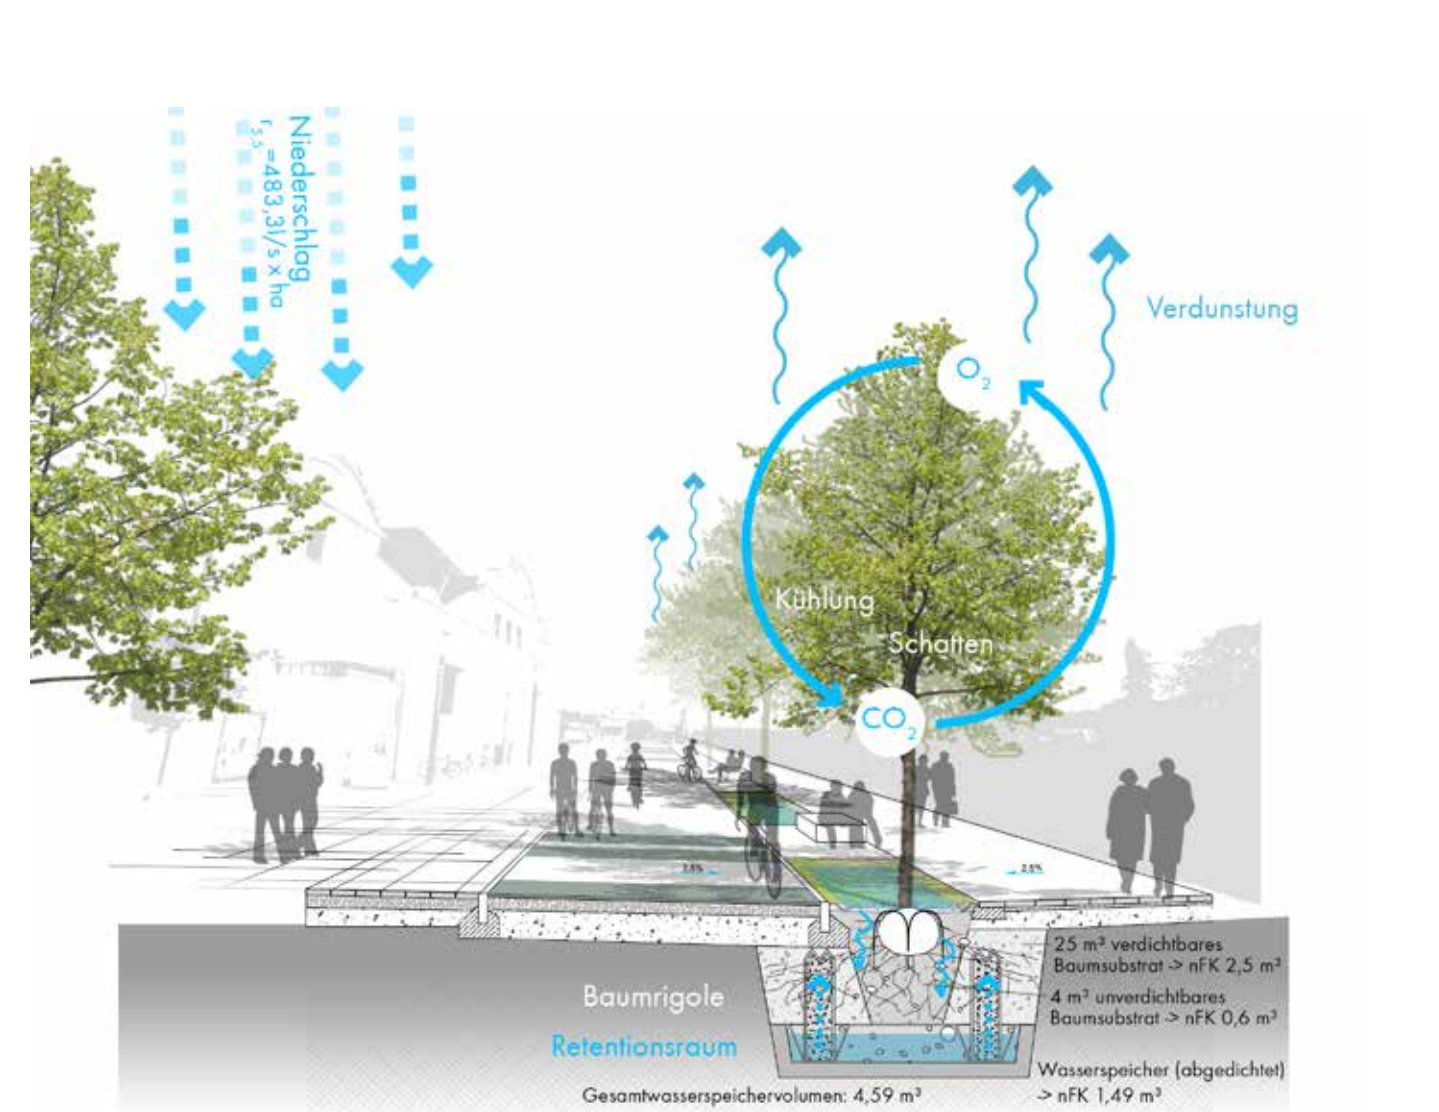 Niederschlag
r5,5=483,3l/s x ha
Verdunstung
O2
Kühlung
Schatten
CO2
2,5%
2,5%
25 m³ verdichtbares
Baumsubstrat -> nFK 2,5 m³
4 m³ unverdichtbares
Baumsubstrat -> nFK 0,6 m³
Baumrigole
Retentionsraum
Wasserspeicher (abgedichtet)
-> nFK 1,49 m³
Gesamtwasserspeichervolumen: 4,59 m³